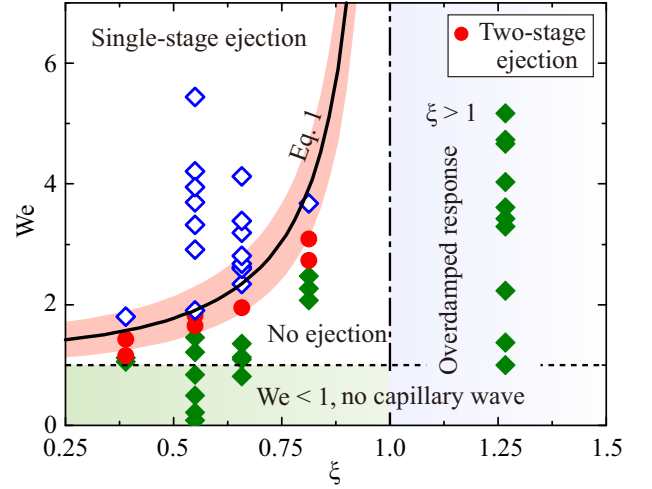 Single-stage ejection
Two-stage
ejection
Eq. 1
ξ > 1
Overdamped response
No ejection
We < 1, no capillary wave
We
6
4
2
0
0.25
0.50
0.75
1.0
1.25
1.5
ξ